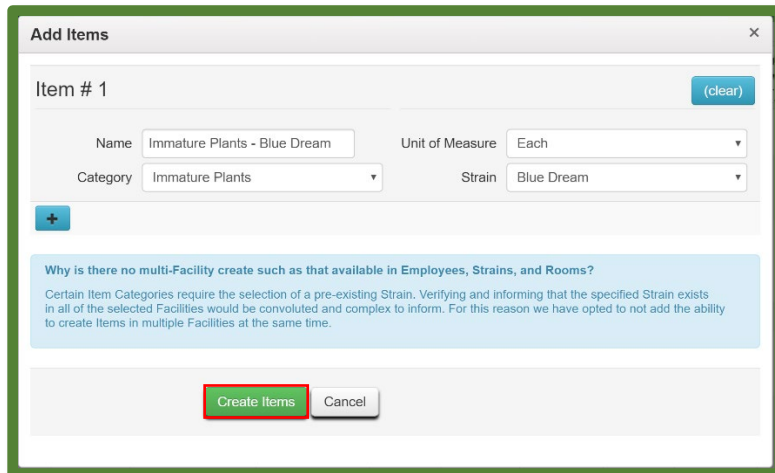 Add Items ×
Item # 1 (clear)
Name Immature Plants - Blue Dream Unit of Measure Each
Category Immature Plants Strain Blue Dream
+
Why is there no multi-Facility create such as that available in Employees, Strains, and Rooms?
Certain Item Categories require the selection of a pre-existing Strain. Verifying and informing that the specified Strain exists
in all of the selected Facilities would be convoluted and complex to inform. For this reason we have opted to not add the ability
to create Items in multiple Facilities at the same time.
Create Items Cancel